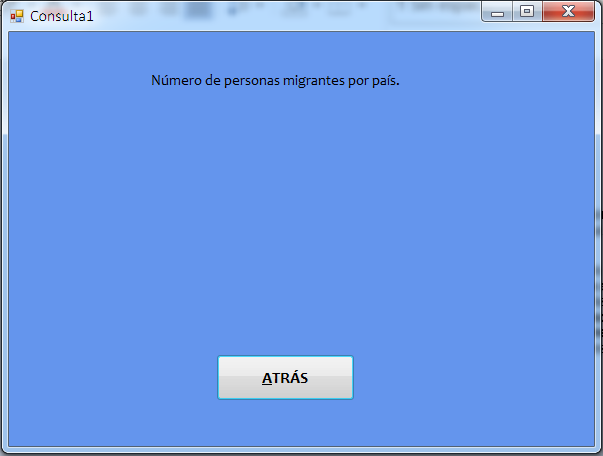 Consulta1
Número de personas migrantes por país.
ATRÁS